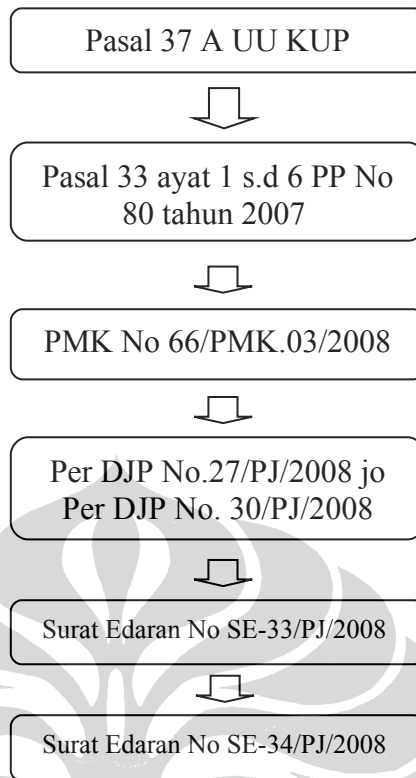 Pasal 37 A UU KUP
Pasal 33 ayat 1 s.d 6 PP No
80 tahun 2007
PMK No 66/PMK.03/2008
Per DJP No.27/PJ/2008 jo
Per DJP No. 30/PJ/2008
Surat Edaran No SE-33/PJ/2008
Surat Edaran No SE-34/PJ/2008